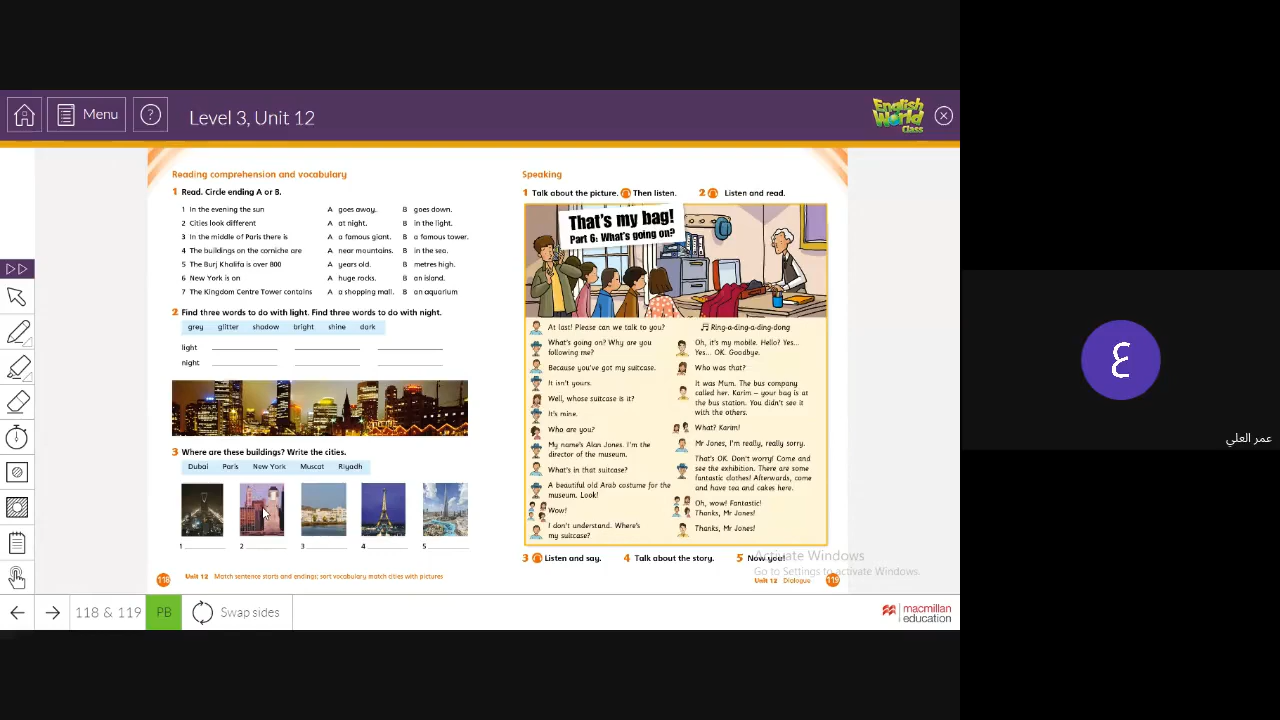 Menu
?
Level 3, Unit 12
English World Class
Reading comprehension and vocabulary
1 Read. Circle ending A or B.
1 In the evening the sun A goes away. B goes down.
2 Cities look different A at night. B in the light.
3 In the middle of Paris there is A a famous giant. B a famous tower.
4 The buildings on the corniche are A near mountains. B in the sea.
5 The Burj Khalifa is over 800 A years old. B metres high.
6 New York is on A huge rocks. B an island.
7 The Kingdom Centre Tower contains A a shopping mall. B an aquarium
2 Find three words to do with light. Find three words to do with night.
grey glitter shadow bright shine dark
light
night
3 Where are these buildings? Write the cities.
Dubai Paris New York Muscat Riyadh
1 2 3 4 5
118 Unit 12 Match sentence starts and endings; sort vocabulary match cities with pictures
Speaking
1 Talk about the picture. Then listen. 2 Listen and read.
That's my bag!
Part 6: What's going on?
At last! Please can we talk to you?
What's going on? Why are you
following me?
Because you've got my suitcase.
It isn't yours.
Well, whose suitcase is it?
It's mine.
Who are you?
My name's Alan Jones. I'm the
director of the museum.
What's in that suitcase?
A beautiful old Arab costume for the
museum. Look!
Wow!
I don't understand. Where's
my suitcase?
Ring-a-ding-a-ding-dong
Oh, it's my mobile. Hello? Yes...
Yes... OK. Goodbye.
Who was that?
It was Mum. The bus company
called her. Karim – your bag is at
the bus station. You didn't see it
with the others.
What? Karim!
Mr Jones, I'm really, really sorry.
That's OK. Don't worry! Come and
see the exhibition. There are some
fantastic clothes! Afterwards, come
and have tea and cakes here.
Oh, wow! Fantastic!
Thanks, Mr Jones!
Thanks, Mr Jones!
3 Listen and say. 4 Talk about the story. 5 Now you!
Unit 12 Dialogue 119
Activate Windows
Go to Settings to activate Windows.
118 & 119 PB Swap sides
macmillan
education
ع
عمر العلي